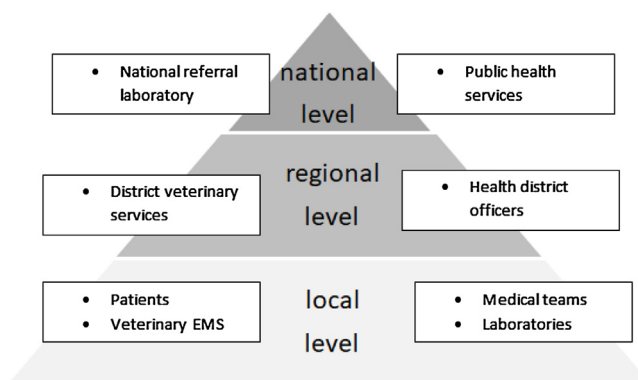 • National referral
laboratory
national
level
• Public health
services
• District veterinary
services
regional
level
• Health district
officers
• Patients
• Veterinary EMS
local
level
• Medical teams
• Laboratories